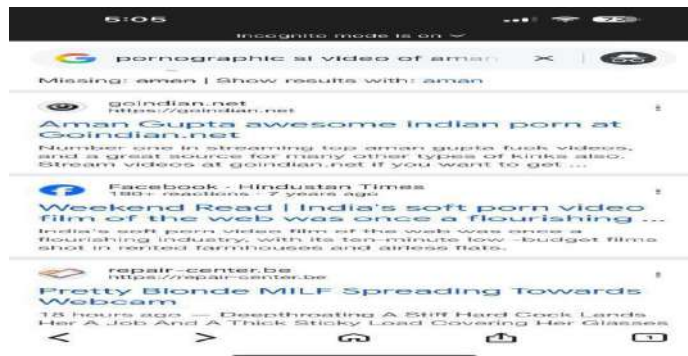 5:05
Incognito mode is on
pornographic si video of aman
Missing: amen | Show results with: aman
goindian.net
https://goindian.net
Aman Gupta awesome indian porn at
Goindian.net
Number one in streaming top aman gupta fuck videos,
and a great source for many other types of kinks also.
Stream videos at goindian.net if you want to get ...
Facebook · Hindustan Times
180+ reactions · 7 years ago
Weekend Read | India's soft porn video
film of the web was once a flourishing ...
India's soft porn video film of the web was once a
flourishing industry, with its ten-minute low -budget films
shot in rented farmhouses and airless flats.
repair-center.be
https://repair-center.be
Pretty Blonde MILF Spreading Towards
Webcam
18 hours ago — Deepthroating A Stiff Hard Cock Lands
Her A Job And A Thick Sticky Load Covering Her Glasses
1